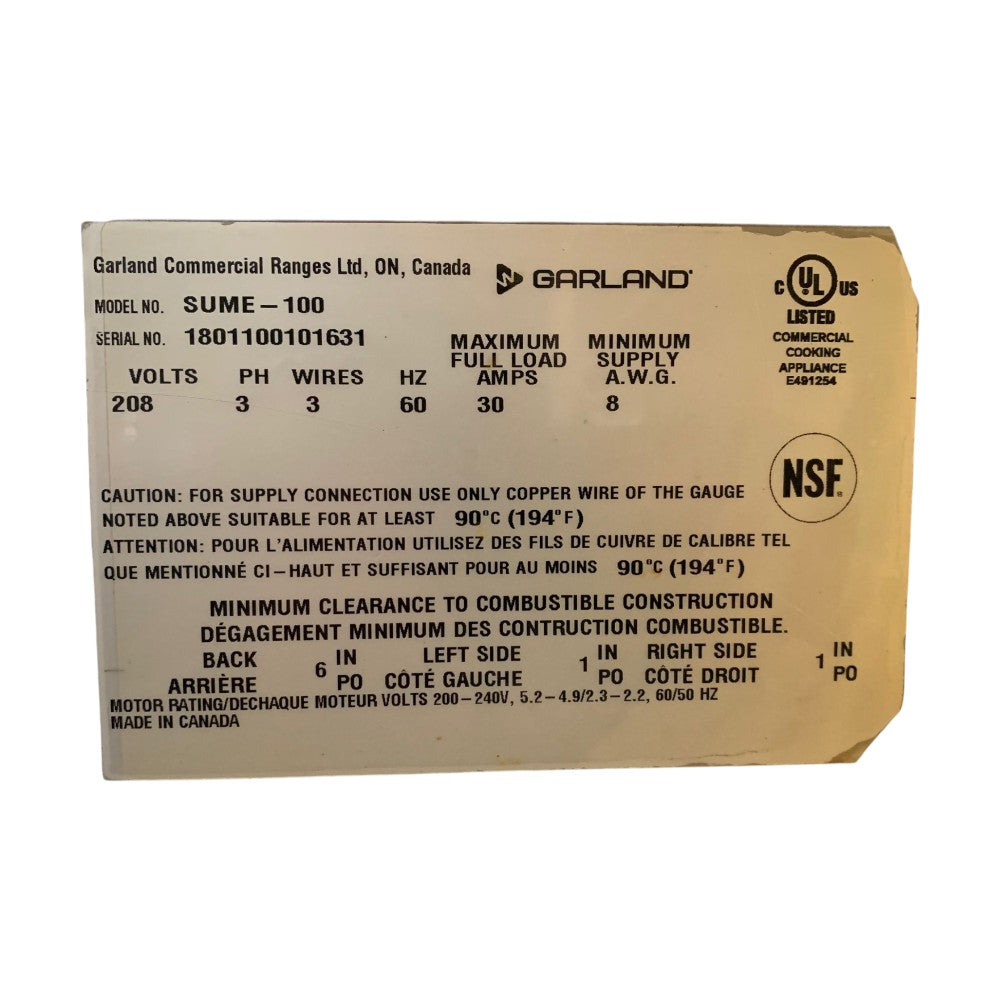 Garland Commercial Ranges Ltd, ON, Canada
GARLAND
MODEL NO. SUME-100
SERIAL NO. 1801100101631
C UL US
LISTED
COMMERCIAL
COOKING
APPLIANCE
E491254
MAXIMUM MINIMUM
FULL LOAD SUPPLY
VOLTS PH WIRES HZ AMPS A.W.G.
208 3 3 60 30 8
NSF
CAUTION: FOR SUPPLY CONNECTION USE ONLY COPPER WIRE OF THE GAUGE
NOTED ABOVE SUITABLE FOR AT LEAST 90°C (194°F)
ATTENTION: POUR L'ALIMENTATION UTILISEZ DES FILS DE CUIVRE DE CALIBRE TEL
QUE MENTIONNÉ CI-HAUT ET SUFFISANT POUR AU MOINS 90°C (194°F)
MINIMUM CLEARANCE TO COMBUSTIBLE CONSTRUCTION
DÉGAGEMENT MINIMUM DES CONTRUCTION COMBUSTIBLE.
BACK 6 IN LEFT SIDE 1 IN RIGHT SIDE 1 IN
ARRIÈRE PO CÔTÉ GAUCHE PO CÔTÉ DROIT PO
MOTOR RATING/DECHAQUE MOTEUR VOLTS 200-240V, 5.2-4.9/2.3-2.2, 60/50 HZ
MADE IN CANADA